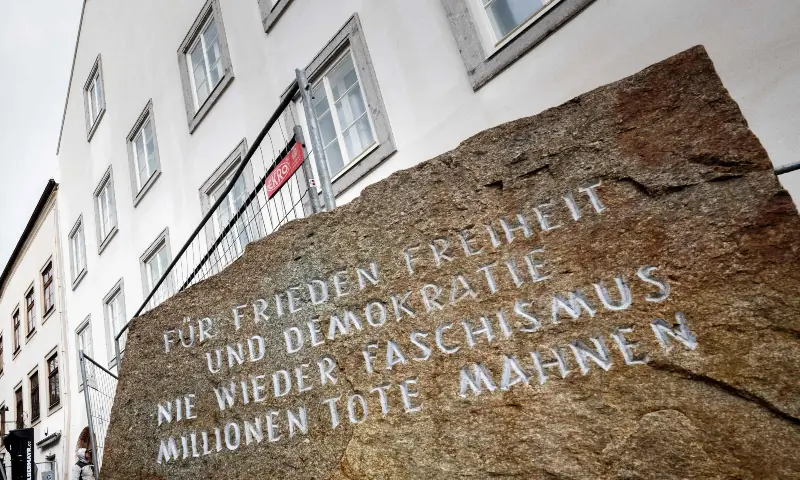 FÜR FRIEDEN FREIHEIT
UND DEMOKRATIE
NIE WIEDER FASCHISMUS
MILLIONEN TOTE MAHNEN